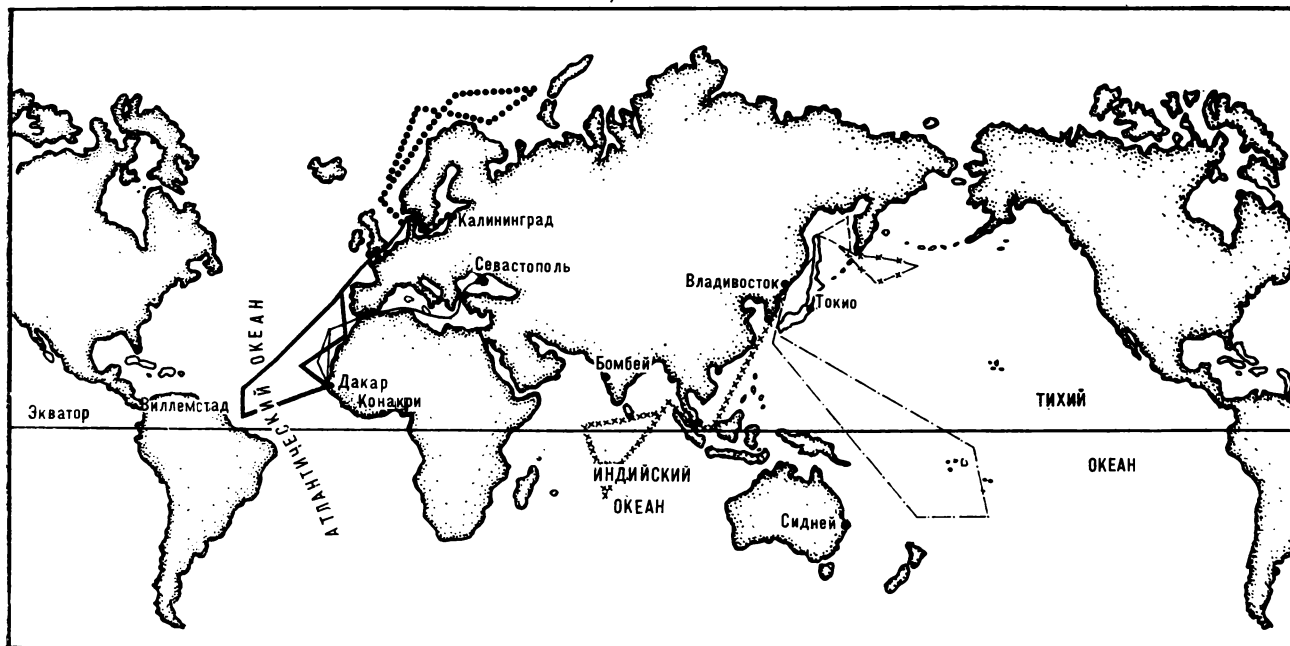 Калининград
Севастополь
Владивосток
Токио
ОКЕАН
АТЛАНТИЧЕСКИЙ
Бомбей
Дакар
Конакри
Виллемстад
Экватор
ТИХИЙ
ОКЕАН
ИНДИЙСКИЙ
ОКЕАН
Сидней